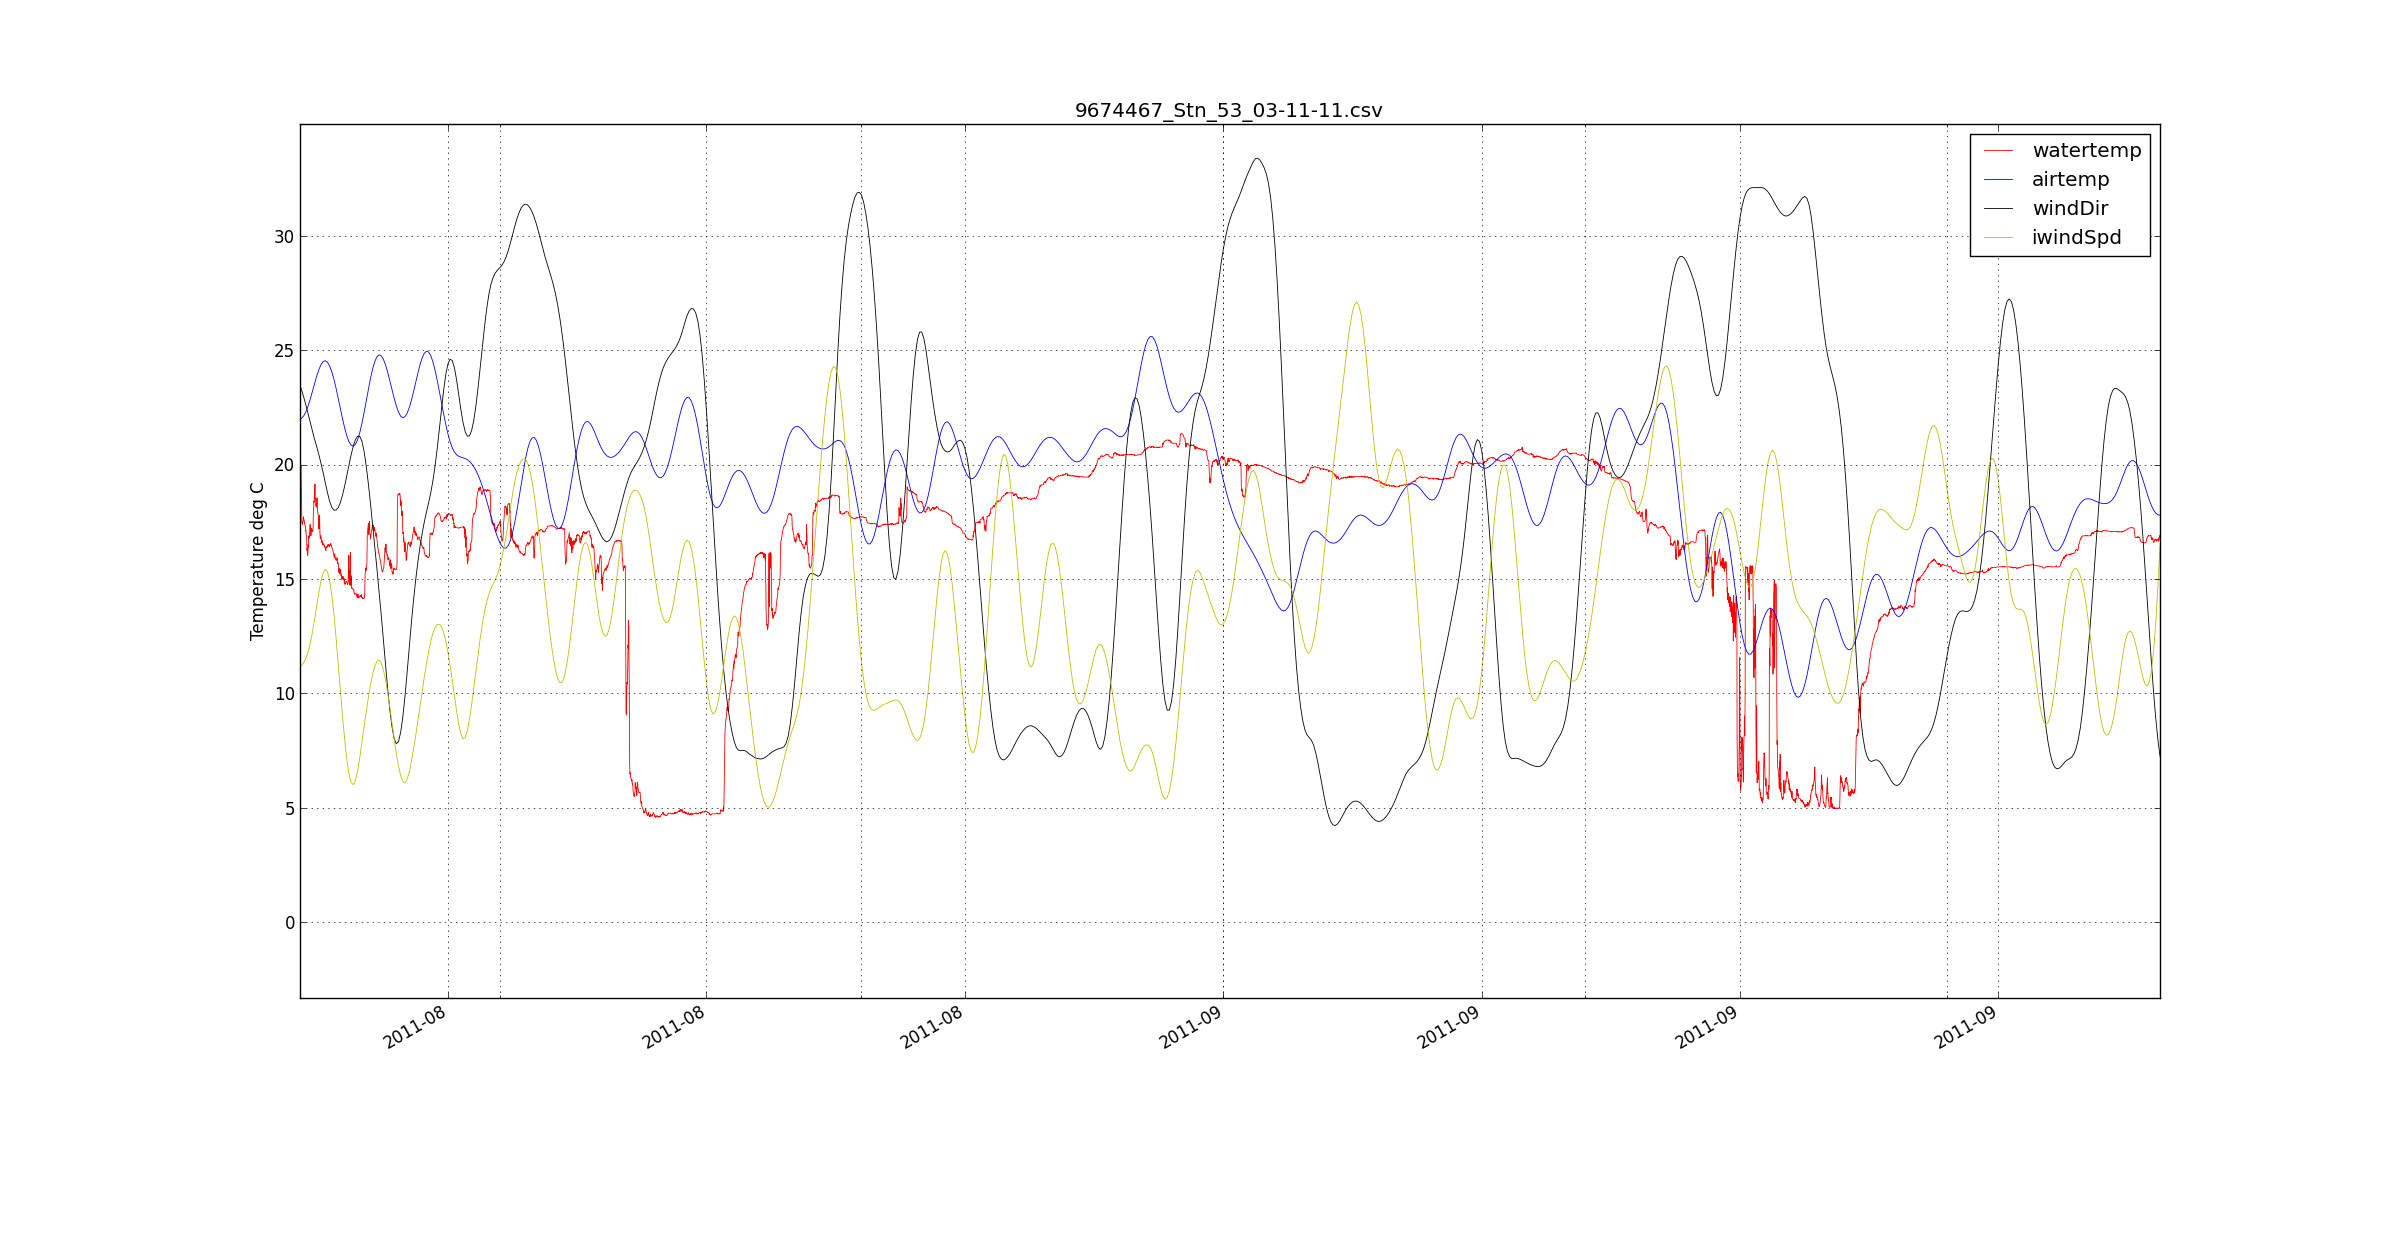 9674467_Stn_53_03-11-11.csv
watertemp
airtemp
windDir
iwindSpd
Temperature deg C
30
25
20
15
10
5
0
2011-08
2011-08
2011-08
2011-09
2011-09
2011-09
2011-09